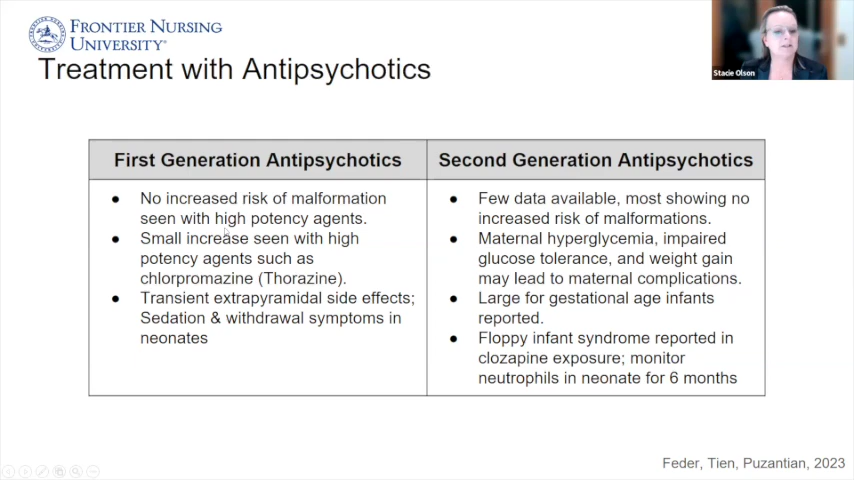 FRONTIER NURSING
UNIVERSITY®
Treatment with Antipsychotics
Stacie Olson
First Generation Antipsychotics
● No increased risk of malformation
seen with high potency agents.
● Small increase seen with high
potency agents such as
chlorpromazine (Thorazine).
● Transient extrapyramidal side effects;
Sedation & withdrawal symptoms in
neonates
Second Generation Antipsychotics
● Few data available, most showing no
increased risk of malformations.
● Maternal hyperglycemia, impaired
glucose tolerance, and weight gain
may lead to maternal complications.
● Large for gestational age infants
reported.
● Floppy infant syndrome reported in
clozapine exposure; monitor
neutrophils in neonate for 6 months
Feder, Tien, Puzantian, 2023